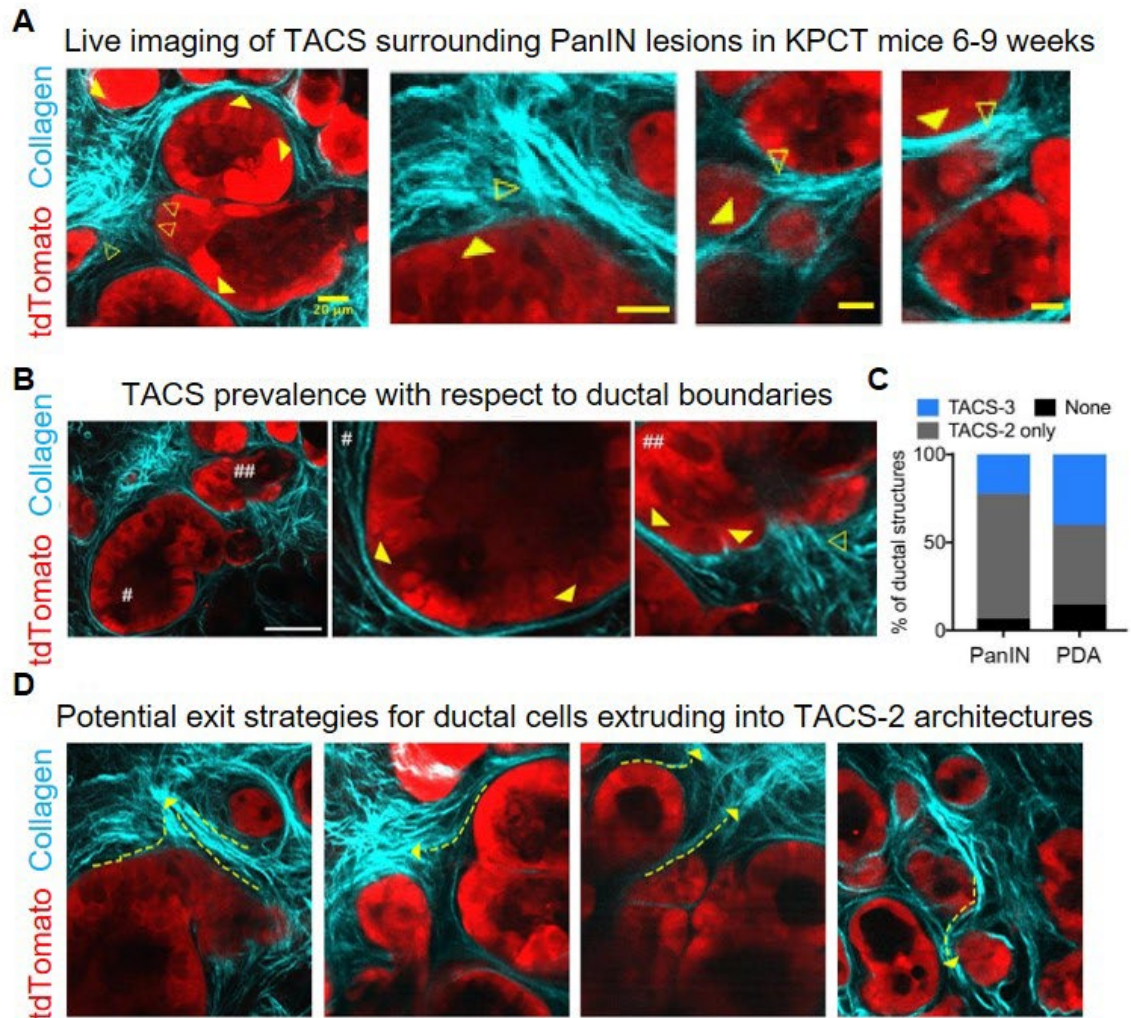 A
Live imaging of TACS surrounding PanIN lesions in KPCT mice 6-9 weeks
tdTomato Collagen
20 μm
B
TACS prevalence with respect to ductal boundaries
tdTomato Collagen
##
#
#
##
C
TACS-3 None
TACS-2 only
% of ductal structures
100
50
0
PanIN PDA
D
Potential exit strategies for ductal cells extruding into TACS-2 architectures
tdTomato Collagen